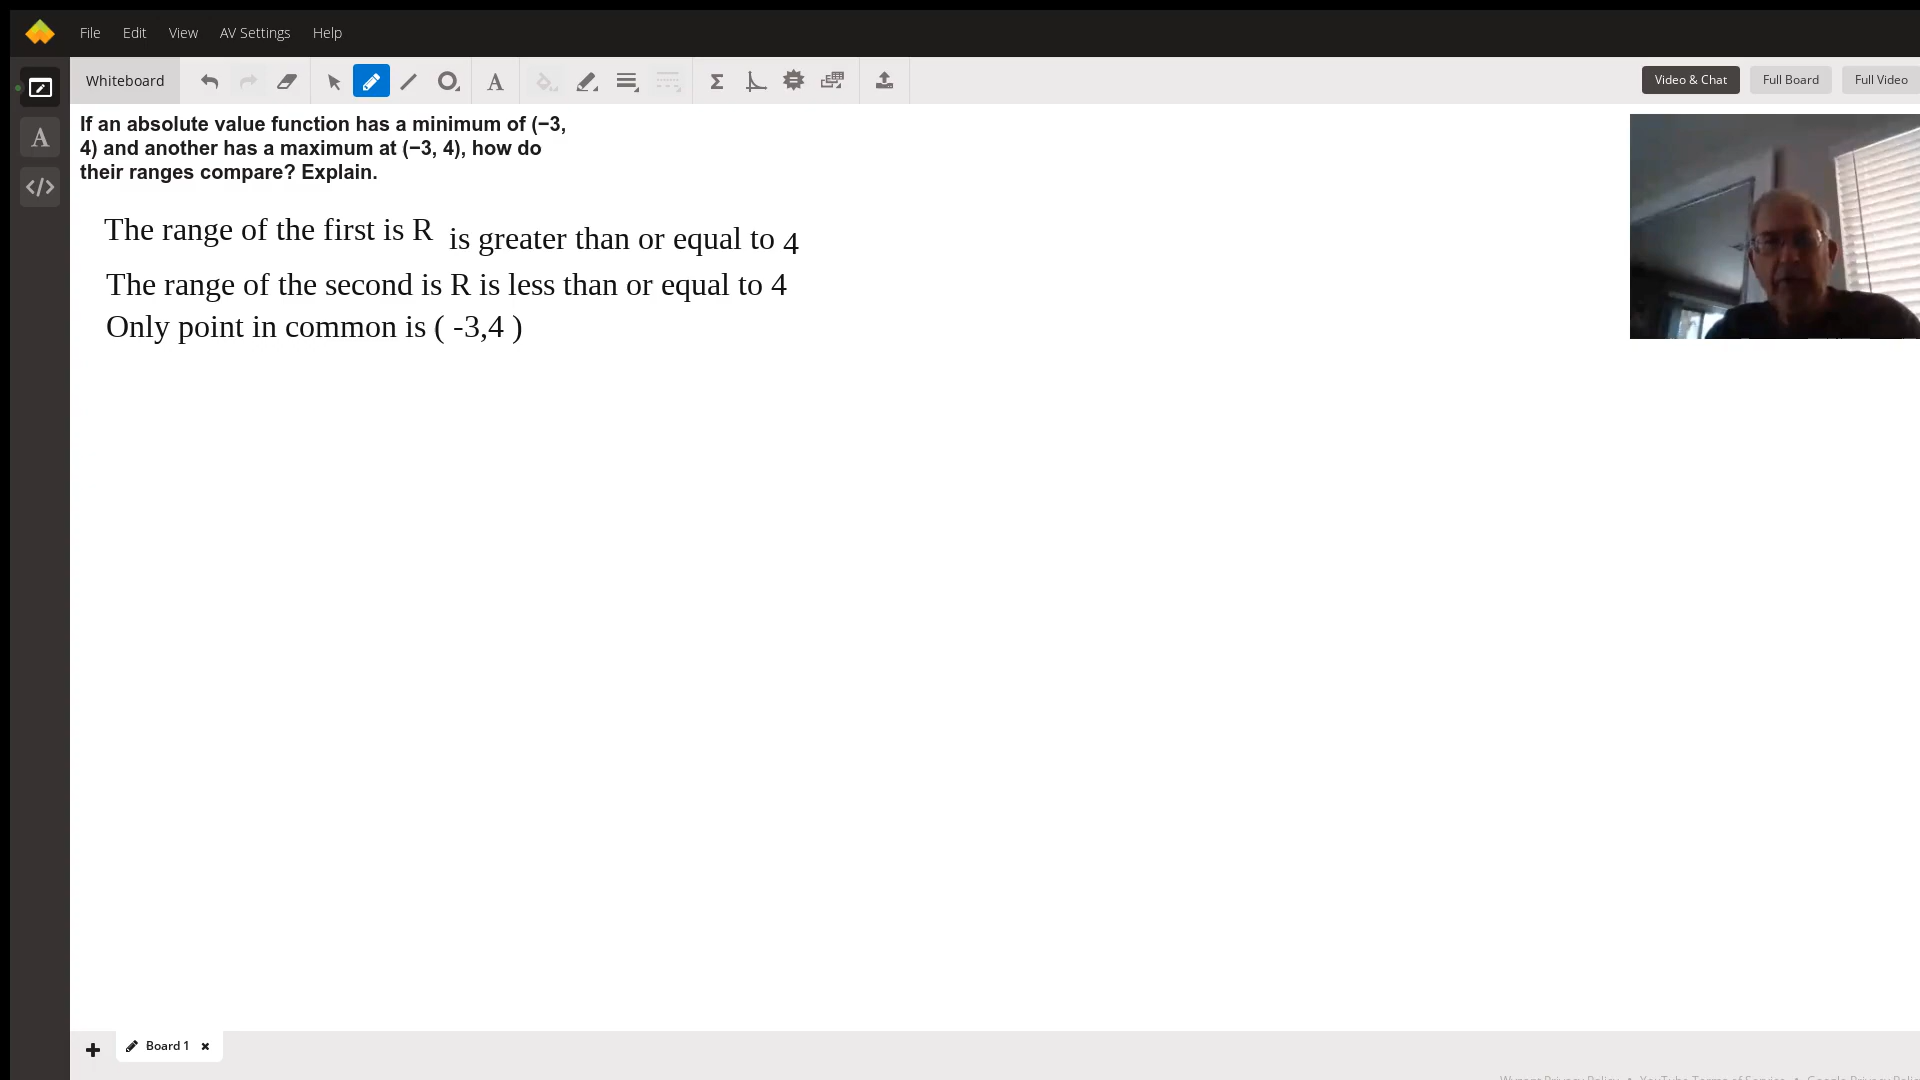 File Edit View AV Settings Help
Whiteboard
A
Σ
Video & Chat Full Board Full Video
If an absolute value function has a minimum of (−3,
4) and another has a maximum at (−3, 4), how do
their ranges compare? Explain.
A
</>
The range of the first is R is greater than or equal to 4
The range of the second is R is less than or equal to 4
Only point in common is ( -3,4 )
Board 1